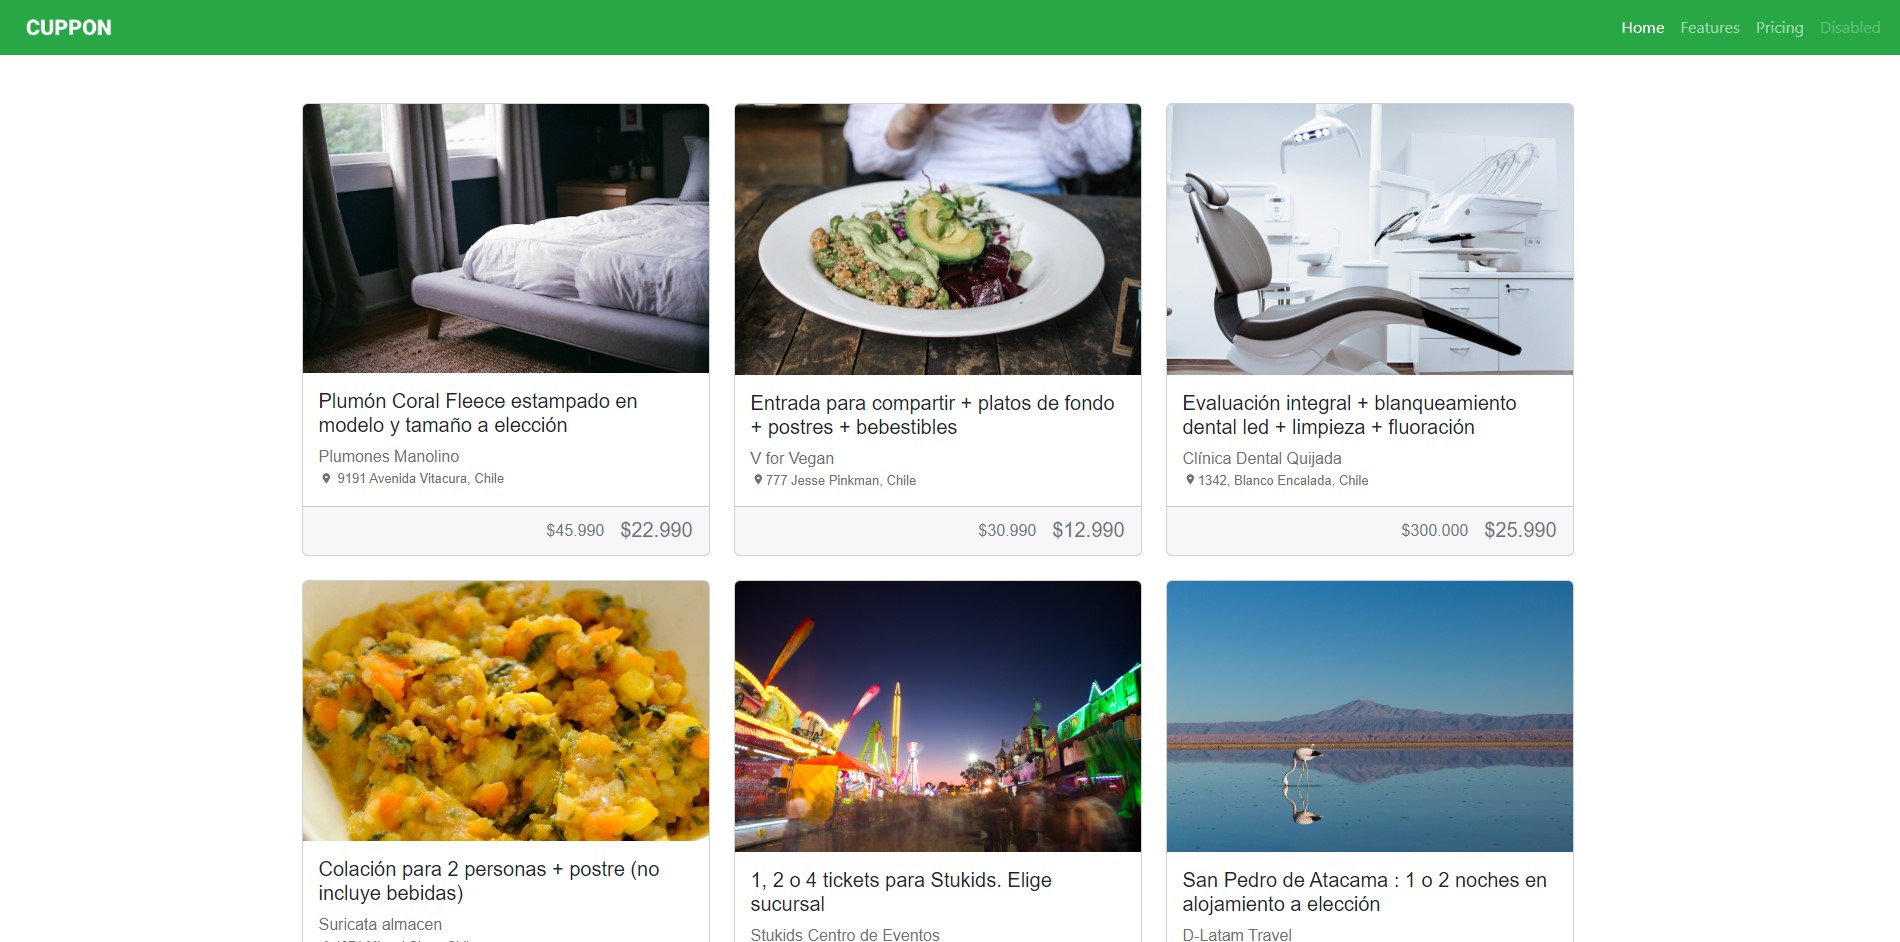 CUPPON
Home Features Pricing Disabled
Plumón Coral Fleece estampado en
modelo y tamaño a elección
Plumones Manolino
9191 Avenida Vitacura, Chile
$45.990 $22.990
Entrada para compartir + platos de fondo
+ postres + bebestibles
V for Vegan
777 Jesse Pinkman, Chile
$30.990 $12.990
Evaluación integral + blanqueamiento
dental led + limpieza + fluoración
Clínica Dental Quijada
1342, Blanco Encalada, Chile
$300.000 $25.990
Colación para 2 personas + postre (no
incluye bebidas)
Suricata almacen
1, 2 o 4 tickets para Stukids. Elige
sucursal
Stukids Centro de Eventos
San Pedro de Atacama : 1 o 2 noches en
alojamiento a elección
D-Latam Travel